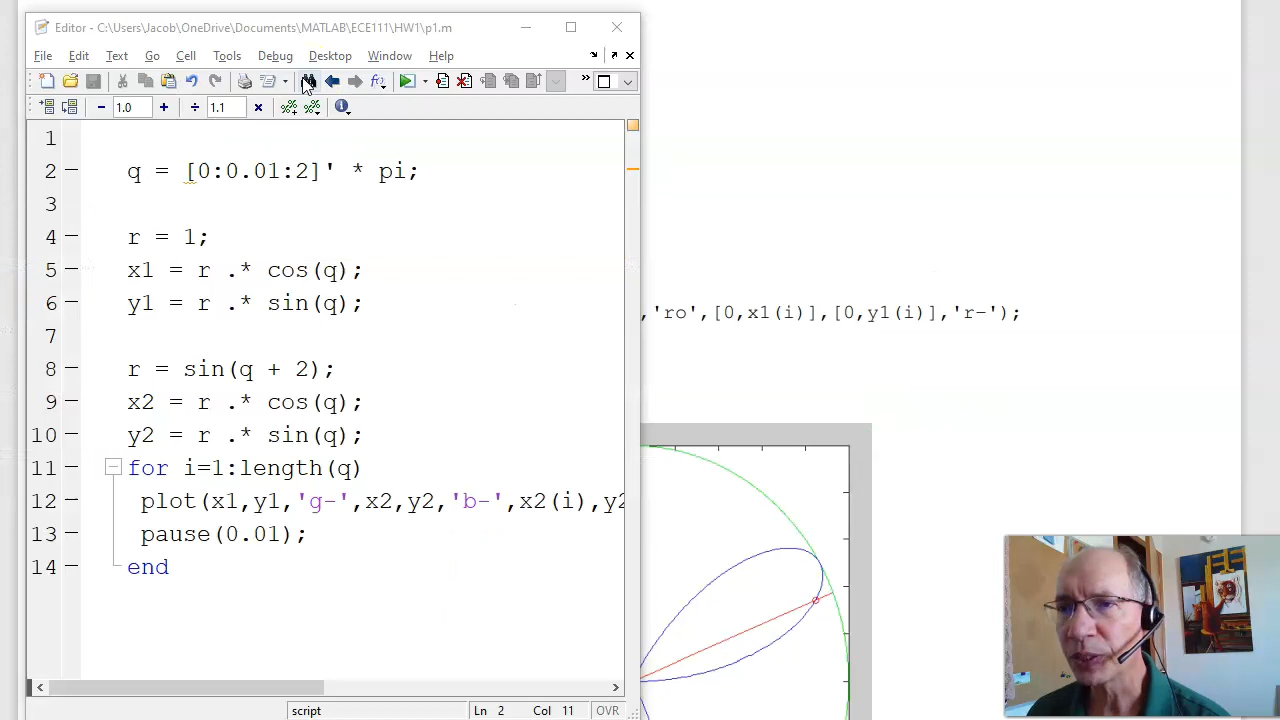 Editor - C:\Users\Jacob\OneDrive\Documents\MATLAB\ECE111\HW1\p1.m
File Edit Text Go Cell Tools Debug Desktop Window Help
1.0 1.1
1
2 q = [0:0.01:2]' * pi;
3
4 r = 1;
5 x1 = r .* cos(q);
6 y1 = r .* sin(q);
,'ro',[0,x1(i)],[0,y1(i)],'r-');
7
8 r = sin(q + 2);
9 x2 = r .* cos(q);
10 y2 = r .* sin(q);
11 for i=1:length(q)
12 plot(x1,y1,'g-',x2,y2,'b-',x2(i),y2
13 pause(0.01);
14 end
script Ln 2 Col 11 OVR